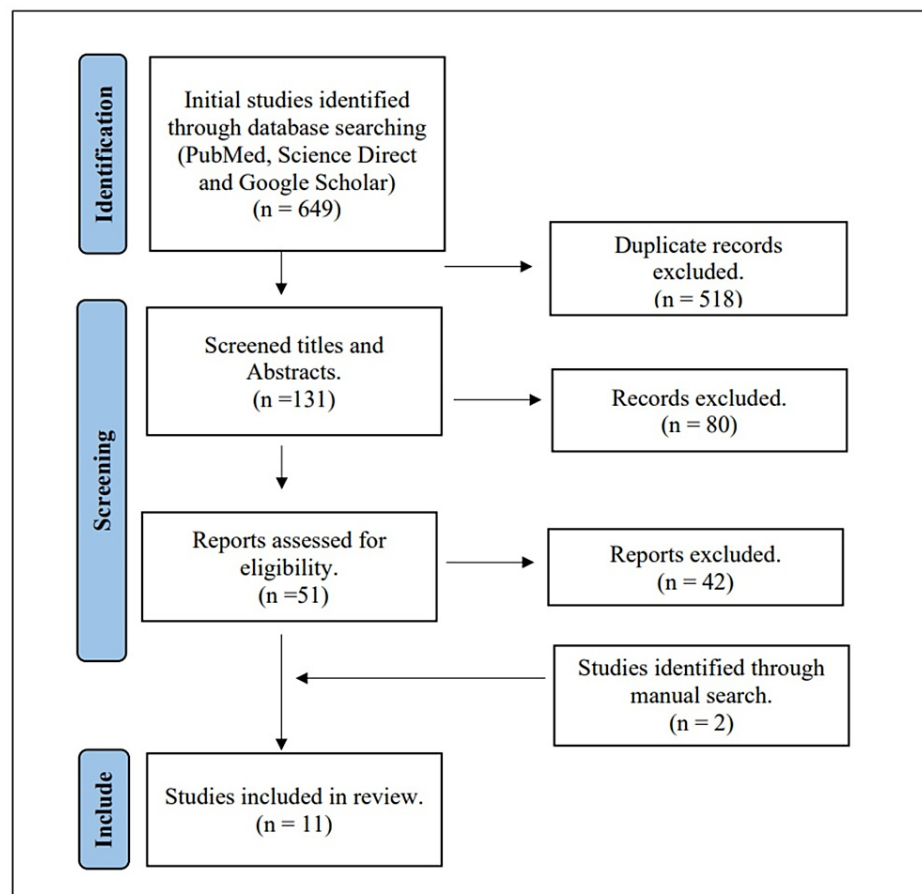 Identification
Initial studies identified
through database searching
(PubMed, Science Direct
and Google Scholar)
(n = 649)
Duplicate records
excluded.
(n = 518)
Screening
Screened titles and
Abstracts.
(n =131)
Records excluded.
(n = 80)
Reports assessed for
eligibility.
(n =51)
Reports excluded.
(n = 42)
Studies identified through
manual search.
(n = 2)
Include
Studies included in review.
(n = 11)